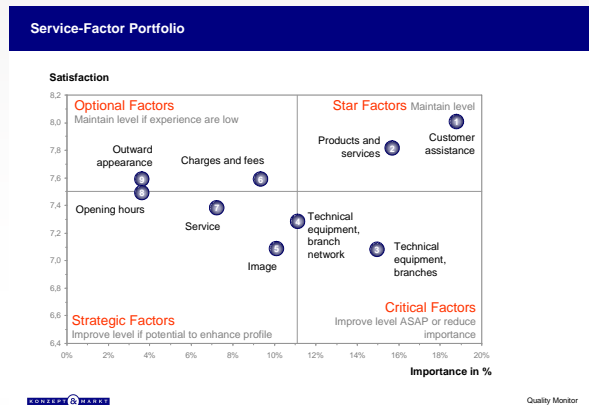 Service-Factor Portfolio
Satisfaction
8,2
8,0
7,8
7,6
7,4
7,2
7,0
6,8
6,6
6,4
Optional Factors
Maintain level if experience are low
Star Factors Maintain level
1
Customer
assistance
Products and
services
2
Outward
appearance
9
8
Opening hours
Charges and fees
6
7
Service
4
Technical
equipment,
branch
network
5
Image
3
Technical
equipment,
branches
Strategic Factors
Improve level if potential to enhance profile
Critical Factors
Improve level ASAP or reduce
importance
0% 2% 4% 6% 8% 10% 12% 14% 16% 18% 20%
Importance in %
KONZEPT & MARKT
Quality Monitor